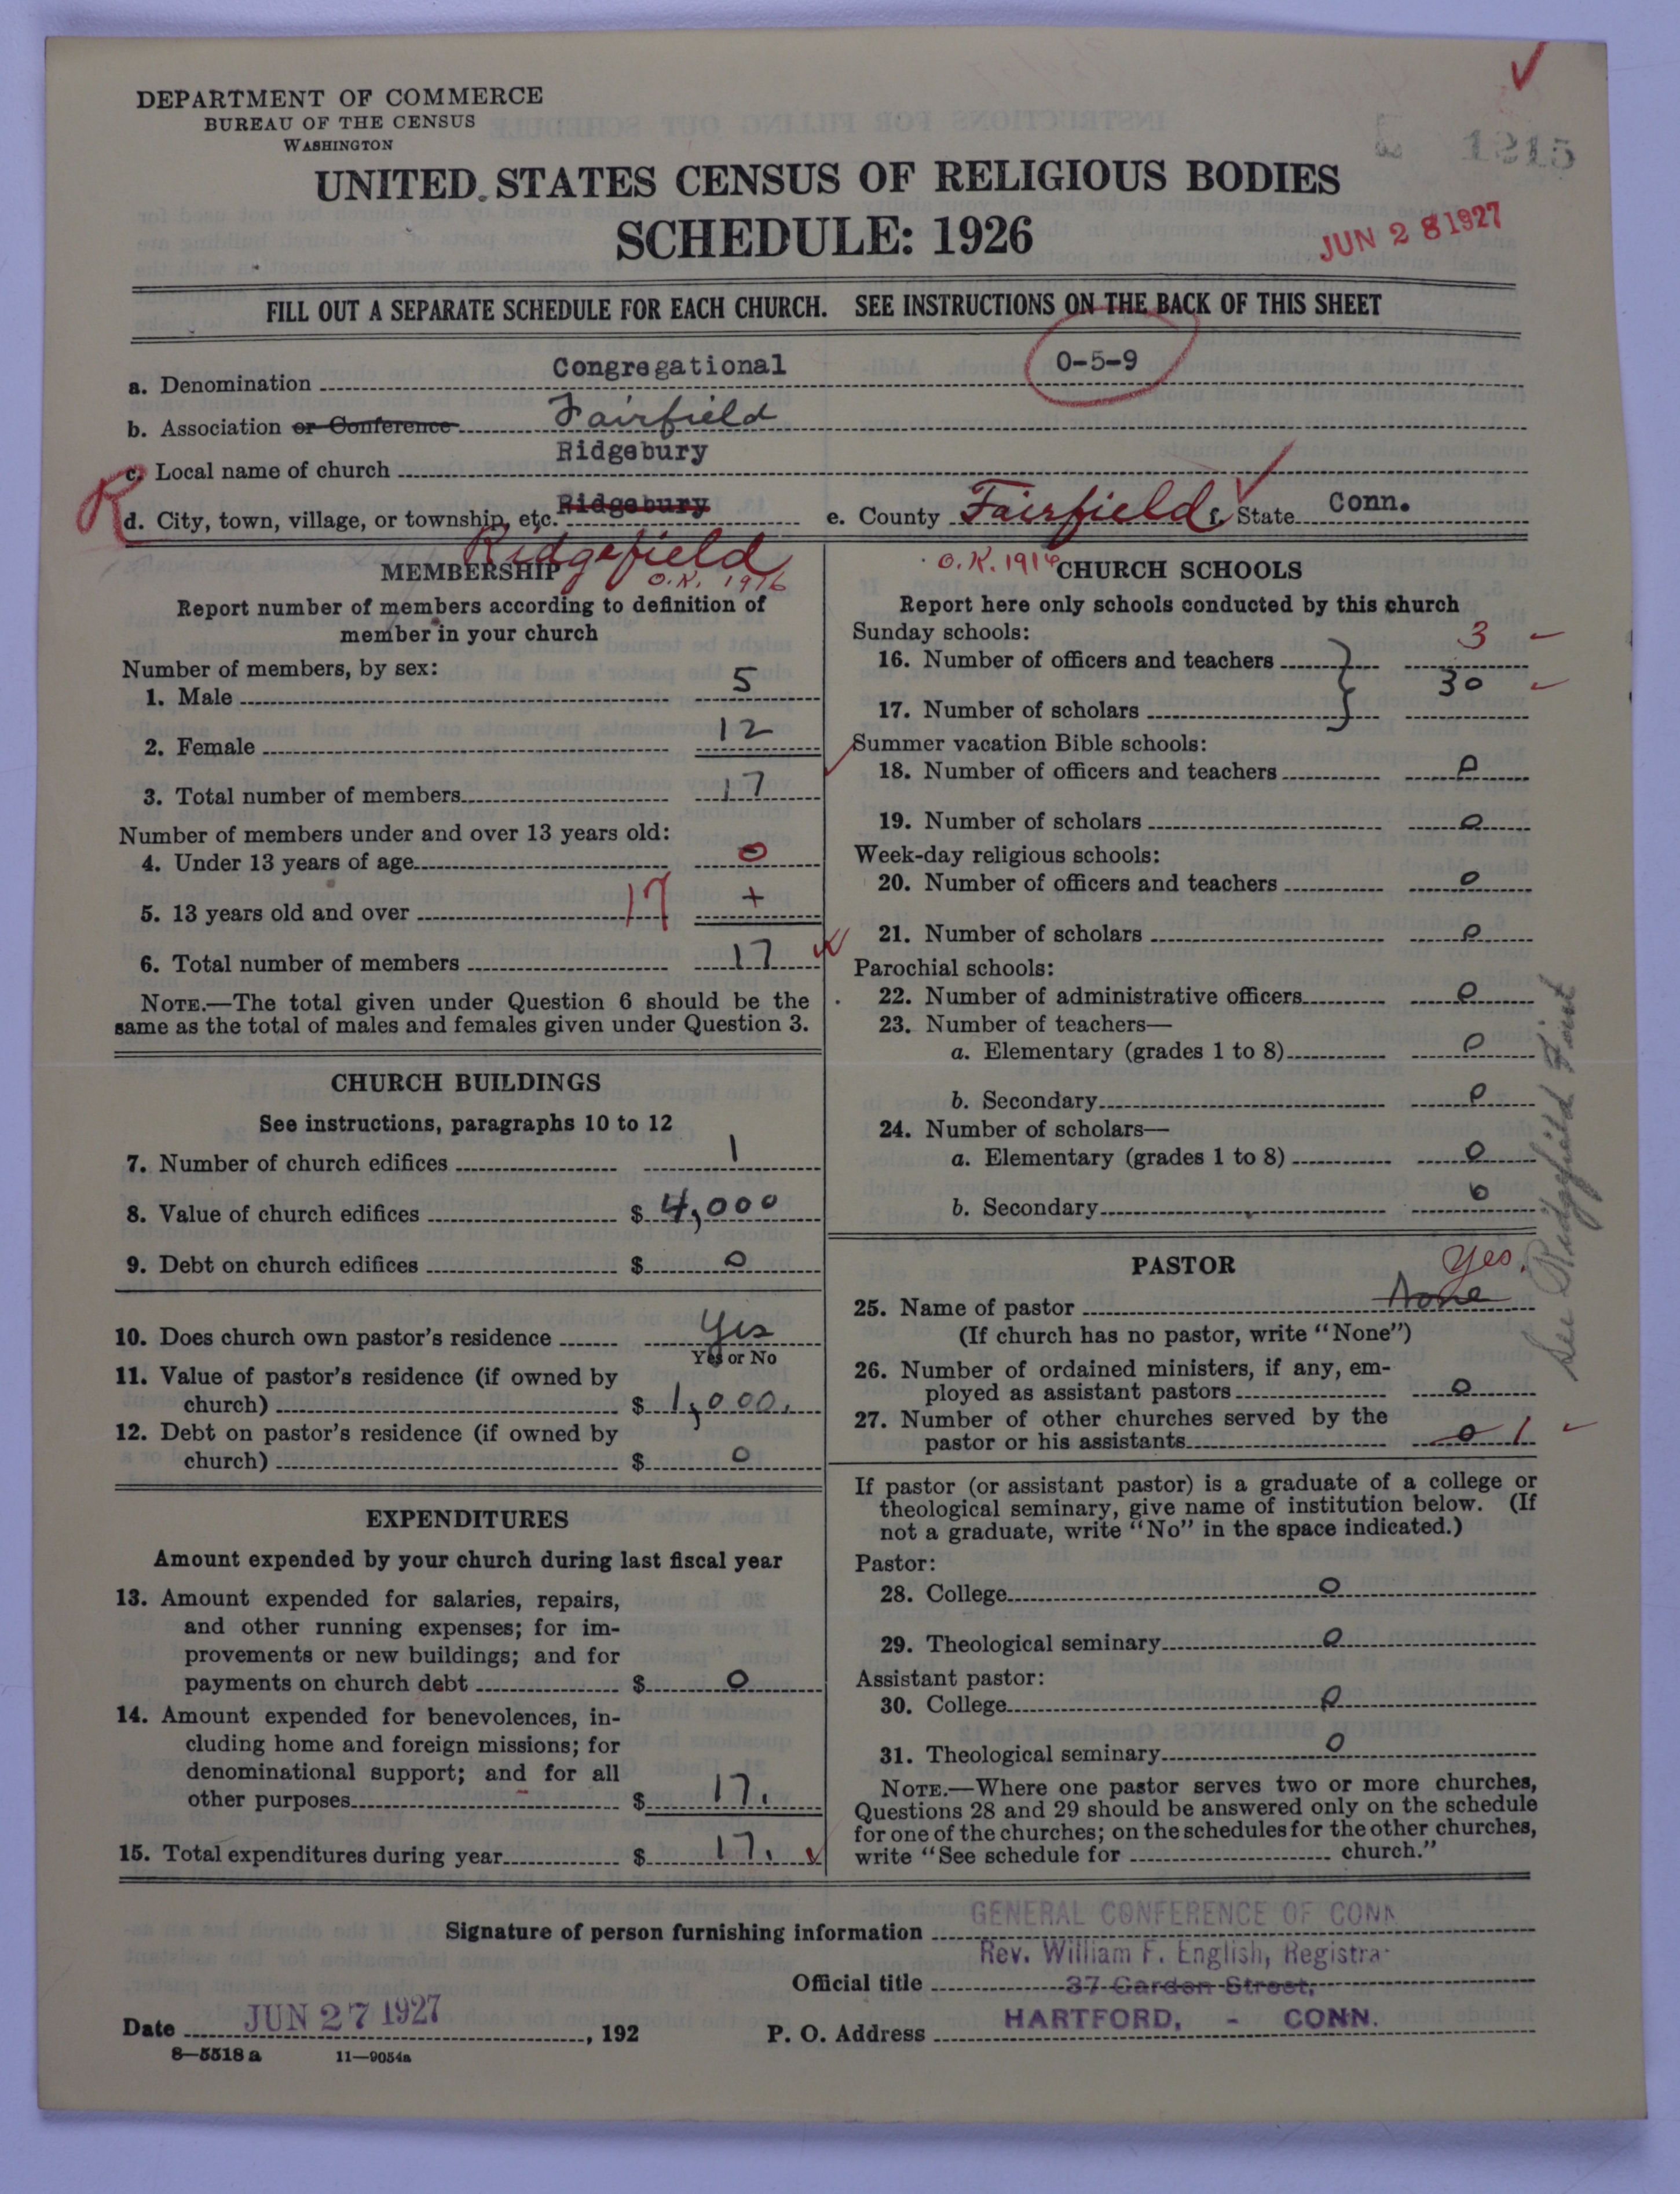 DEPARTMENT OF COMMERCE
BUREAU OF THE CENSUS
WASHINGTON
1215
UNITED STATES CENSUS OF RELIGIOUS BODIES
SCHEDULE: 1926
JUN 28 1927
FILL OUT A SEPARATE SCHEDULE FOR EACH CHURCH. SEE INSTRUCTIONS ON THE BACK OF THIS SHEET
a. Denomination Congregational 0-5-9
b. Association or Conference Fairfield
c. Local name of church Ridgebury
R
d. City, town, village, or township, etc. Ridgebury e. County Fairfield f. State Conn.
Ridgefield
O.K. 1916
MEMBERSHIP
Report number of members according to definition of
member in your church
Number of members, by sex:
1. Male 5
2. Female 12
3. Total number of members 17
Number of members under and over 13 years old:
4. Under 13 years of age 0
5. 13 years old and over 17 +
6. Total number of members 17
NOTE.—The total given under Question 6 should be the
same as the total of males and females given under Question 3.
CHURCH BUILDINGS
See instructions, paragraphs 10 to 12
7. Number of church edifices 1
8. Value of church edifices $ 4,000
9. Debt on church edifices $ 0
10. Does church own pastor's residence Yes
Yes or No
11. Value of pastor's residence (if owned by
church) $ 1,000.
12. Debt on pastor's residence (if owned by
church) $ 0
EXPENDITURES
Amount expended by your church during last fiscal year
13. Amount expended for salaries, repairs,
and other running expenses; for im-
provements or new buildings; and for
payments on church debt $ 0
14. Amount expended for benevolences, in-
cluding home and foreign missions; for
denominational support; and for all
other purposes $ 17.
15. Total expenditures during year $ 17.
O.K. 1916
CHURCH SCHOOLS
Report here only schools conducted by this church
Sunday schools:
16. Number of officers and teachers 3
30
17. Number of scholars
Summer vacation Bible schools:
18. Number of officers and teachers 0
19. Number of scholars 0
Week-day religious schools:
20. Number of officers and teachers 0
21. Number of scholars 0
Parochial schools:
22. Number of administrative officers 0
23. Number of teachers—
a. Elementary (grades 1 to 8) 0
b. Secondary 0
24. Number of scholars—
a. Elementary (grades 1 to 8) 0
b. Secondary 0
See Ridgefield First
PASTOR
Yes.
25. Name of pastor None
(If church has no pastor, write "None")
26. Number of ordained ministers, if any, em-
ployed as assistant pastors 0
27. Number of other churches served by the
pastor or his assistants 0 1
If pastor (or assistant pastor) is a graduate of a college or
theological seminary, give name of institution below. (If
not a graduate, write "No" in the space indicated.)
Pastor:
28. College 0
29. Theological seminary 0
Assistant pastor:
30. College 0
31. Theological seminary 0
NOTE.—Where one pastor serves two or more churches,
Questions 28 and 29 should be answered only on the schedule
for one of the churches; on the schedules for the other churches,
write "See schedule for church."
GENERAL CONFERENCE OF CONN
Signature of person furnishing information
Rev. William F. English, Registrar
Official title 37 Garden Street,
Date JUN 27 1927, 192 P. O. Address HARTFORD, - CONN.
8—5518 a 11—9054a